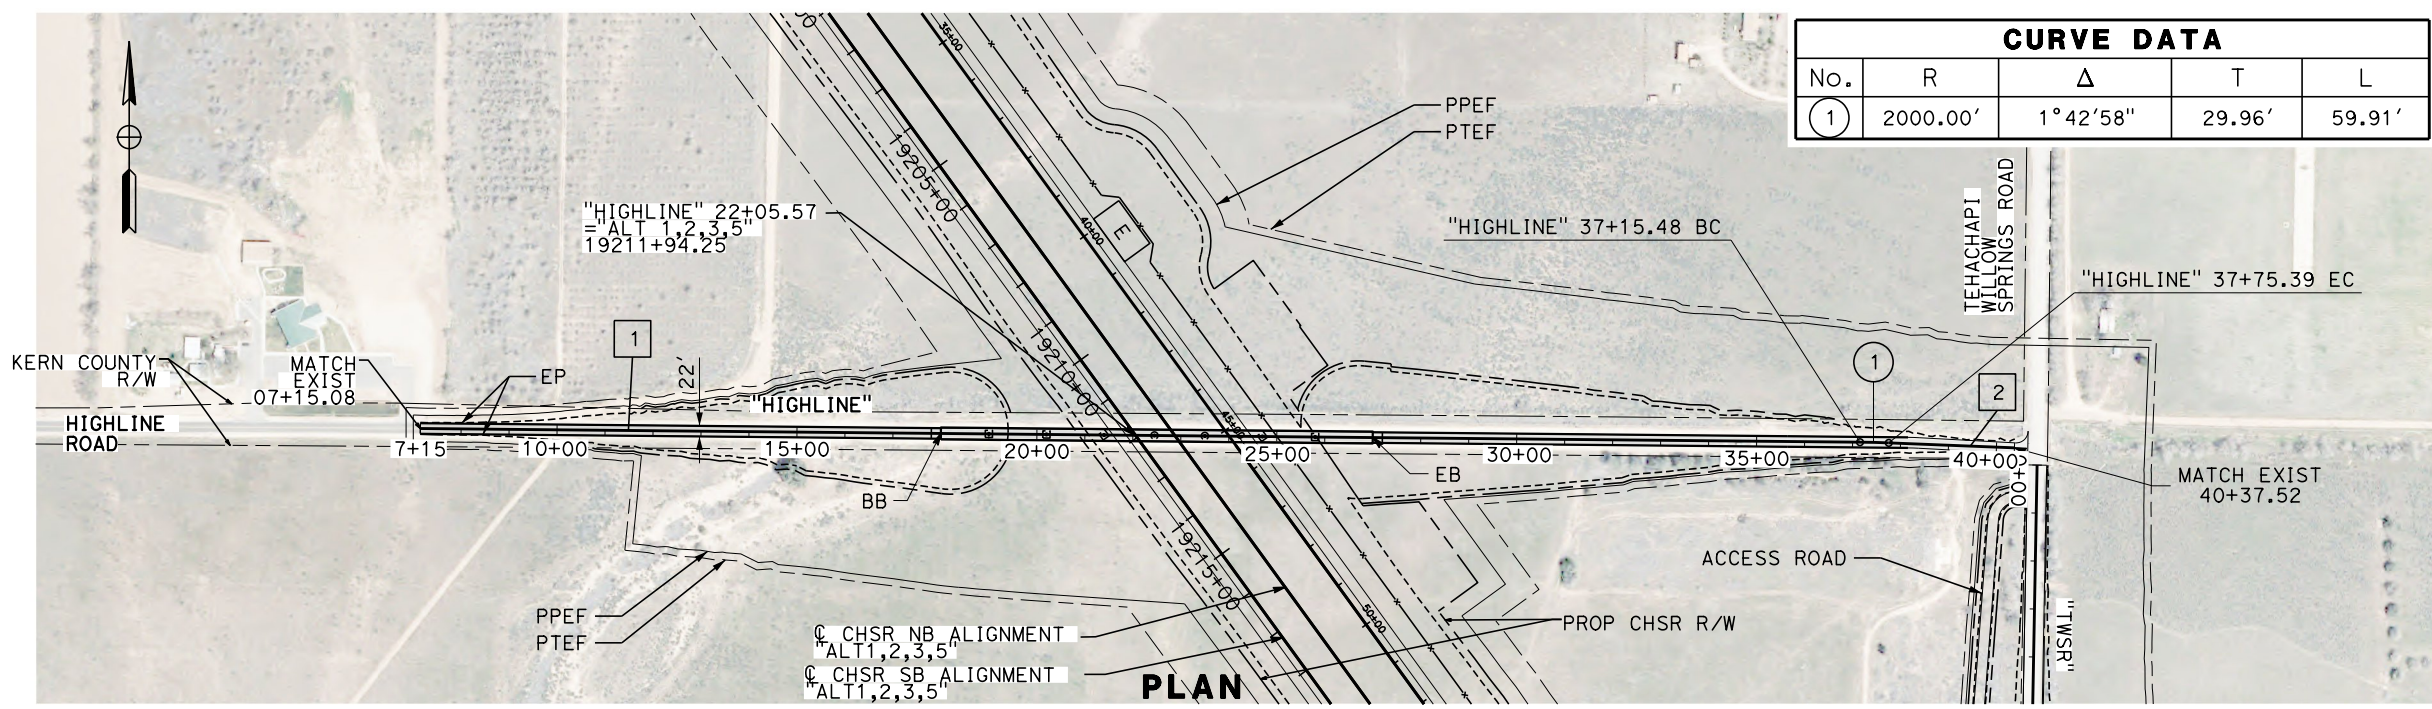 CURVE DATA
No. R Δ T L
1 2000.00' 1°42'58" 29.96' 59.91'
00
35+00
PPEF
PTEF
19205+00
"HIGHLINE" 22+05.57
="ALT 1,2,3,5"
19211+94.25
40+00
E
"HIGHLINE" 37+15.48 BC
TEHACHAPI
WILLOW
SPRINGS ROAD
"HIGHLINE" 37+75.39 EC
KERN COUNTY
R/W
MATCH
EXIST
07+15.08
1
EP
22'
19210+00
1
2
HIGHLINE
ROAD
"HIGHLINE"
45+00
7+15 10+00 15+00 20+00 25+00 30+00 35+00 40+00
BB
EB
MATCH EXIST
40+37.52
+00
19215+00
ACCESS ROAD
PPEF
PTEF
50+00
PROP CHSR R/W
℄ CHSR NB ALIGNMENT
"ALT1,2,3,5"
℄ CHSR SB ALIGNMENT
"ALT1,2,3,5"
"TWSR"
PLAN